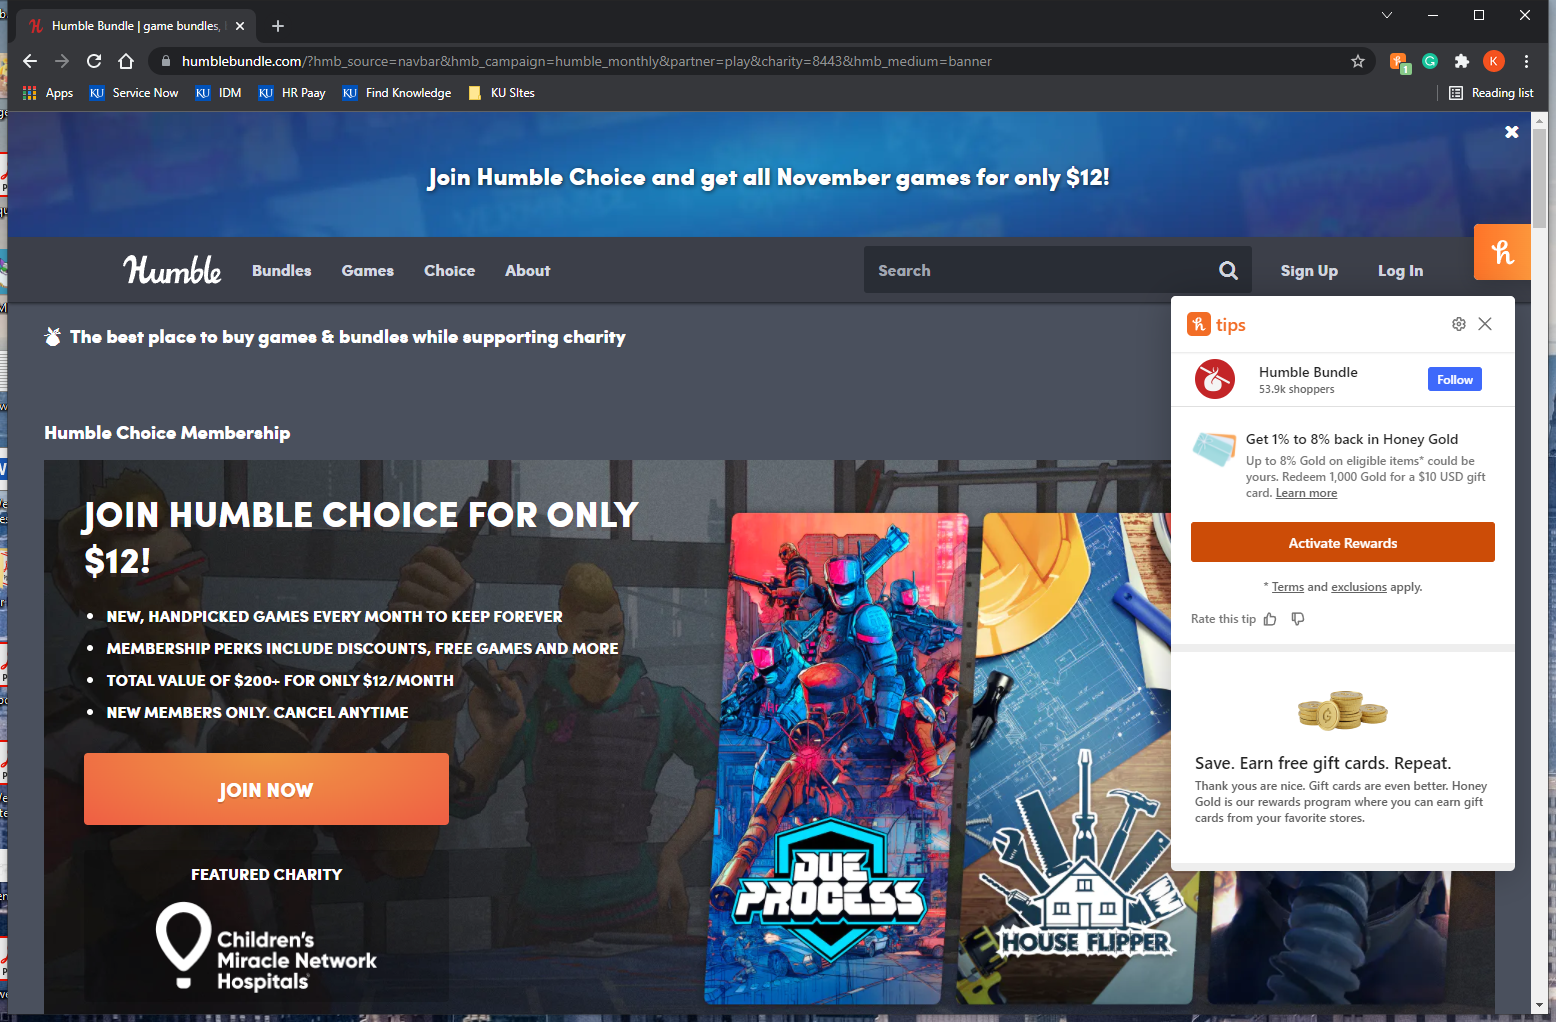 Humble Bundle | game bundles,
humblebundle.com/?hmb_source=navbar&hmb_campaign=humble_monthly&partner=play&charity=8443&hmb_medium=banner
1
G
K
Apps
KU Service Now
KU IDM
KU HR Paay
KU Find Knowledge
KU SItes
Reading list
Join Humble Choice and get all November games for only $12!
Humble
Bundles
Games
Choice
About
Search
Sign Up
Log In
h
The best place to buy games & bundles while supporting charity
Humble Choice Membership
JOIN HUMBLE CHOICE FOR ONLY
$12!
• NEW, HANDPICKED GAMES EVERY MONTH TO KEEP FOREVER
• MEMBERSHIP PERKS INCLUDE DISCOUNTS, FREE GAMES AND MORE
• TOTAL VALUE OF $200+ FOR ONLY $12/MONTH
• NEW MEMBERS ONLY. CANCEL ANYTIME
JOIN NOW
FEATURED CHARITY
Children's
Miracle Network
Hospitals
DUE
PROCESS
HOUSE FLIPPER
h tips
Humble Bundle
53.9k shoppers
Follow
Get 1% to 8% back in Honey Gold
Up to 8% Gold on eligible items* could be
yours. Redeem 1,000 Gold for a $10 USD gift
card. Learn more
Activate Rewards
* Terms and exclusions apply.
Rate this tip
Save. Earn free gift cards. Repeat.
Thank yous are nice. Gift cards are even better. Honey
Gold is our rewards program where you can earn gift
cards from your favorite stores.